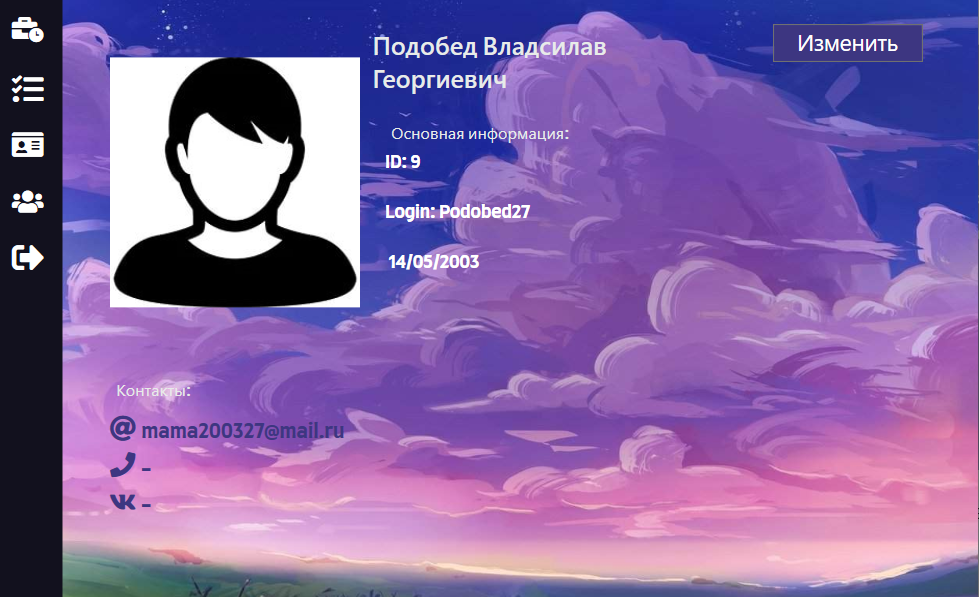 Подобед Владсилав
Георгиевич
Изменить
Основная информация:
ID: 9
Login: Podobed27
14/05/2003
Контакты:
@ mama200327@mail.ru
-
-